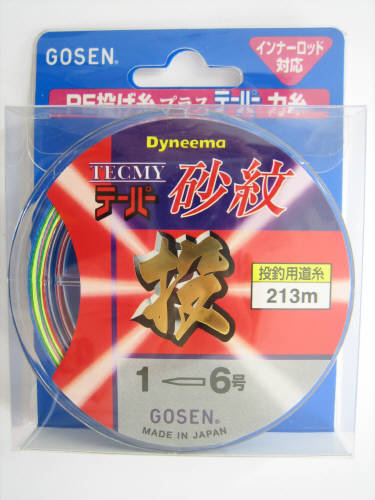 GOSEN®
インナーロッド
対応
PE投げ糸プラステーパー力糸
Dyneema
TECMY
テーパー 砂紋
投
投釣用道糸
213m
1 6号
GOSEN®
MADE IN JAPAN